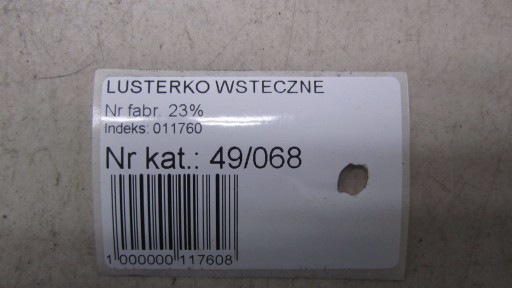 LUSTERKO WSTECZNE
Nr fabr. 23%
Indeks: 011760
Nr kat.: 49/068
1 000000 117608